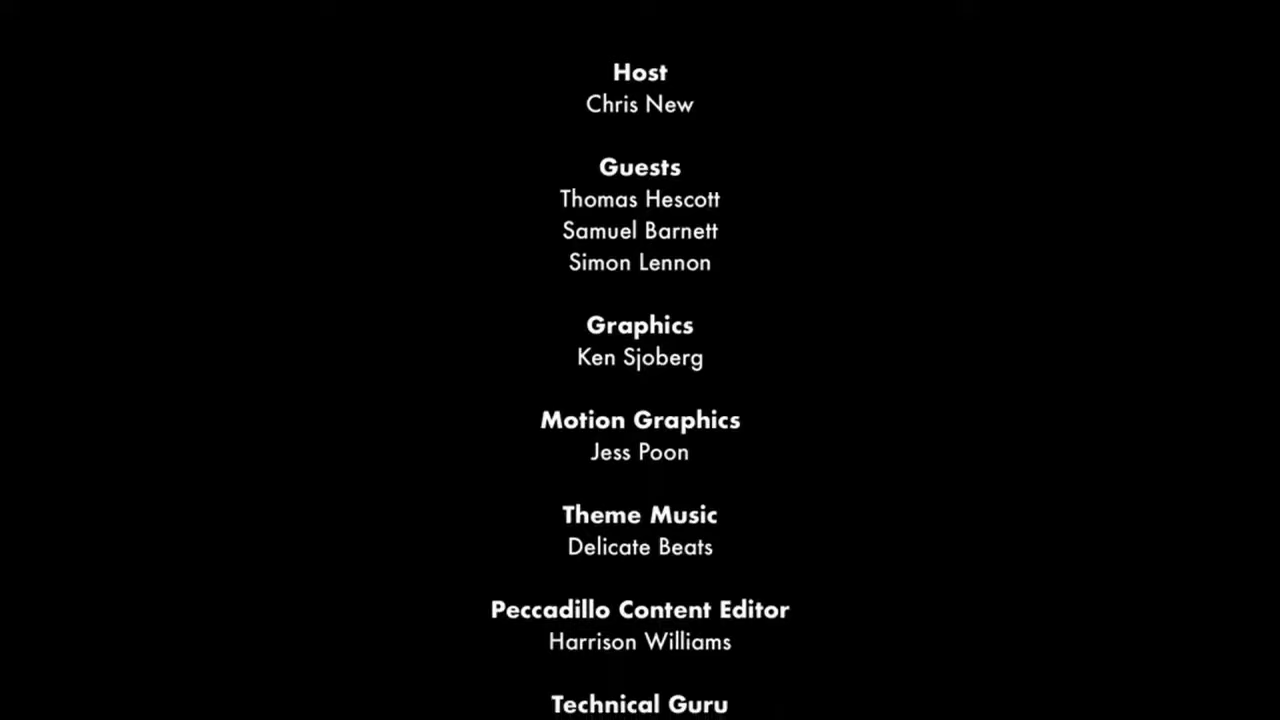 Host
Chris New
Guests
Thomas Hescott
Samuel Barnett
Simon Lennon
Graphics
Ken Sjoberg
Motion Graphics
Jess Poon
Theme Music
Delicate Beats
Peccadillo Content Editor
Harrison Williams
Technical Guru